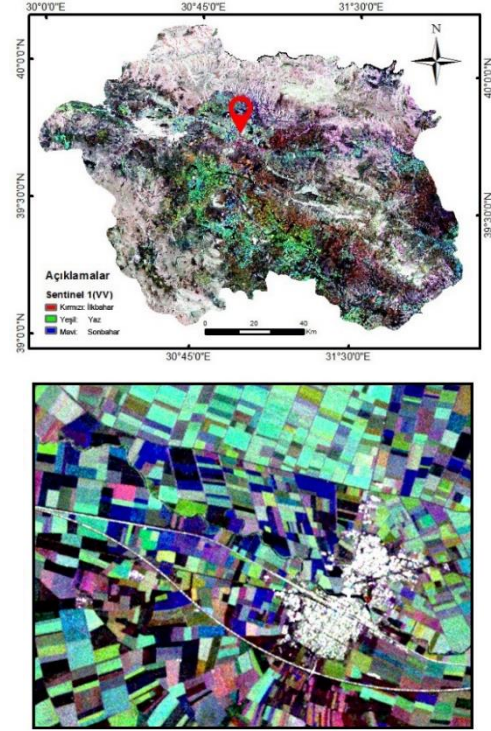 30°0'0"E 30°45'0"E 31°30'0"E
N
40°0'0"N
40°0'0"N
39°30'0"N
39°30'0"N
39°0'0"N
Açıklamalar
Sentinel 1(VV)
Kırmızı: İlkbahar
Yeşil: Yaz
Mavi: Sonbahar
0 20 40
Km
30°45'0"E 31°30'0"E